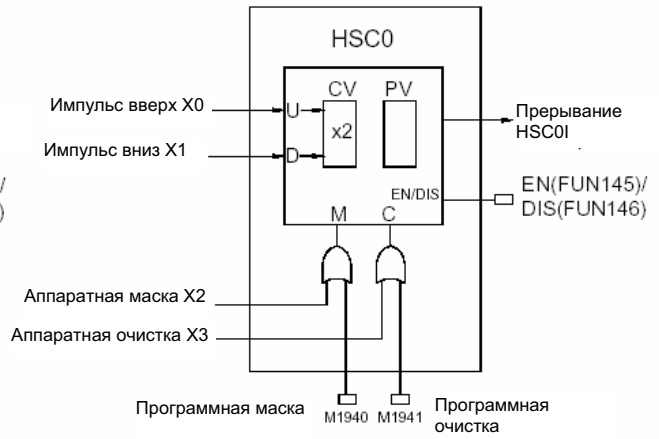 HSC0
CV PV
Импульс вверх X0
U
x2
Прерывание
HSC0I
Импульс вниз X1
D
/
)
EN/DIS
EN(FUN145)/
DIS(FUN146)
M C
Аппаратная маска X2
Аппаратная очистка X3
Программная маска
M1940 M1941
Программная
очистка